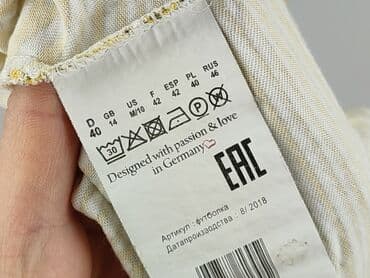 D GB US F ESP PL RUS
40 14 M/10 42 42 40 46
30 P
Designed with passion & love
in Germany
EAC
Артикул : футболка
Датапроизводства : 8/ 2018